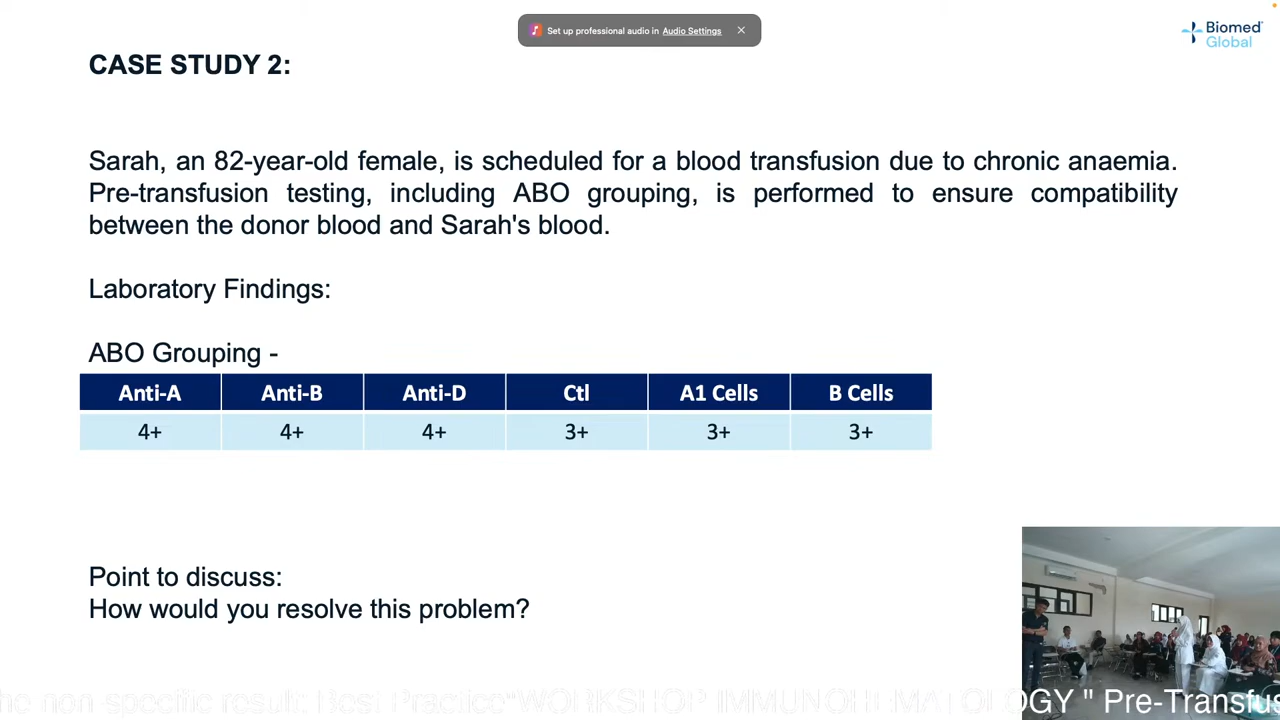 Set up professional audio in Audio Settings
Biomed
Global
CASE STUDY 2:
Sarah, an 82-year-old female, is scheduled for a blood transfusion due to chronic anaemia.
Pre-transfusion testing, including ABO grouping, is performed to ensure compatibility
between the donor blood and Sarah's blood.
Laboratory Findings:
ABO Grouping -
Anti-A Anti-B Anti-D Ctl A1 Cells B Cells
4+ 4+ 4+ 3+ 3+ 3+
Point to discuss:
How would you resolve this problem?
he non-specific result: Best Practice"WORKSHOP IMMUNOHEMATOLOGY " Pre-Transfus